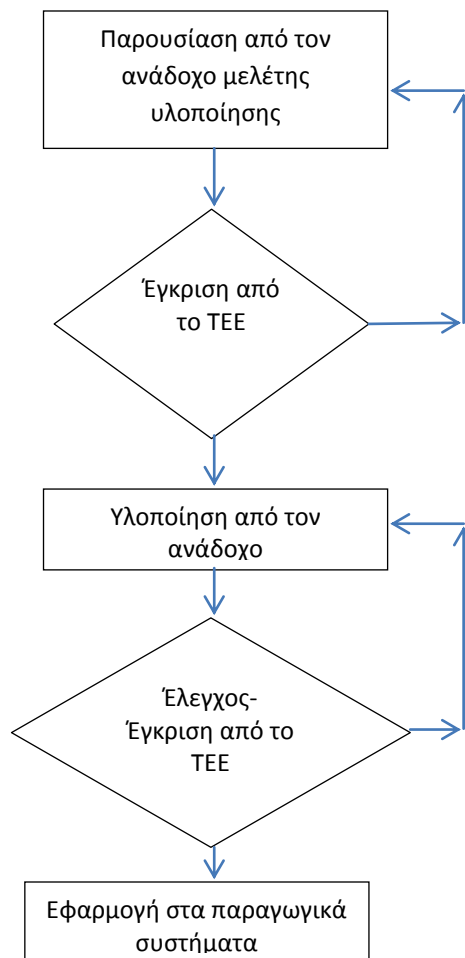 Παρουσίαση από τον
ανάδοχο μελέτης
υλοποίησης
Έγκριση από
το ΤΕΕ
Υλοποίηση από τον
ανάδοχο
Έλεγχος-
Έγκριση από το
ΤΕΕ
Εφαρμογή στα παραγωγικά
συστήματα